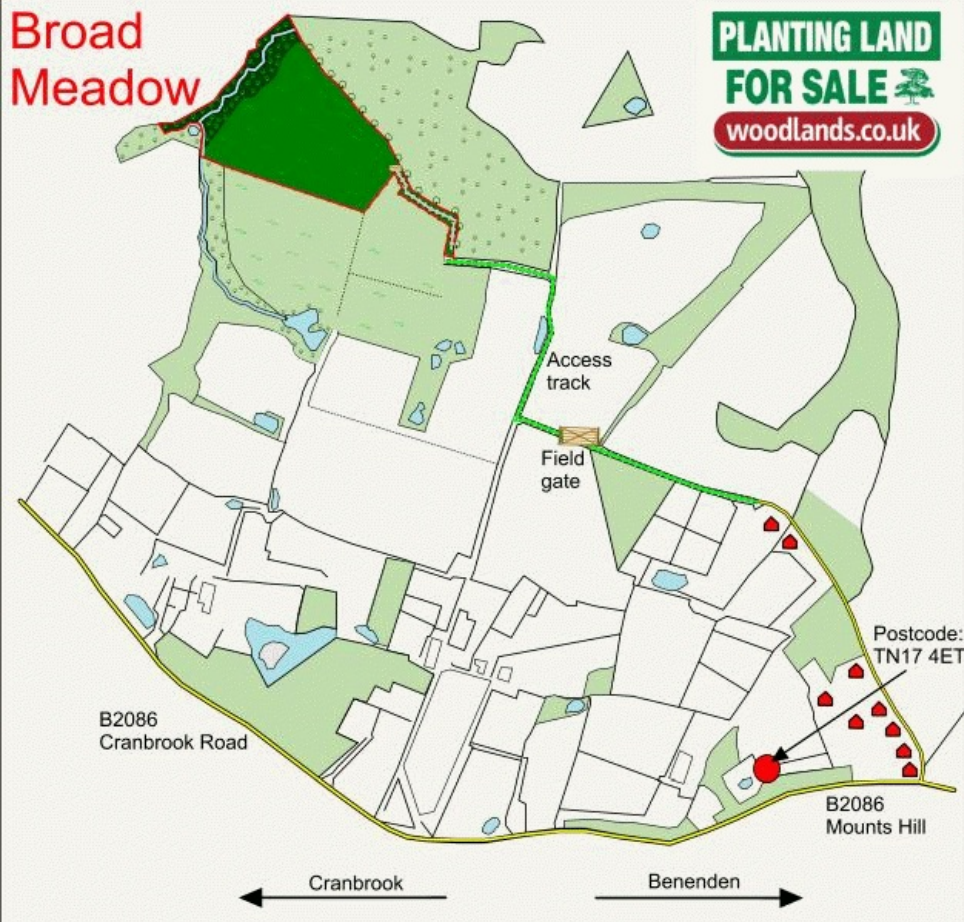 Broad
Meadow
PLANTING LAND
FOR SALE
woodlands.co.uk
Access
track
Field
gate
Postcode:
TN17 4ET
B2086
Cranbrook Road
B2086
Mounts Hill
Cranbrook
Benenden